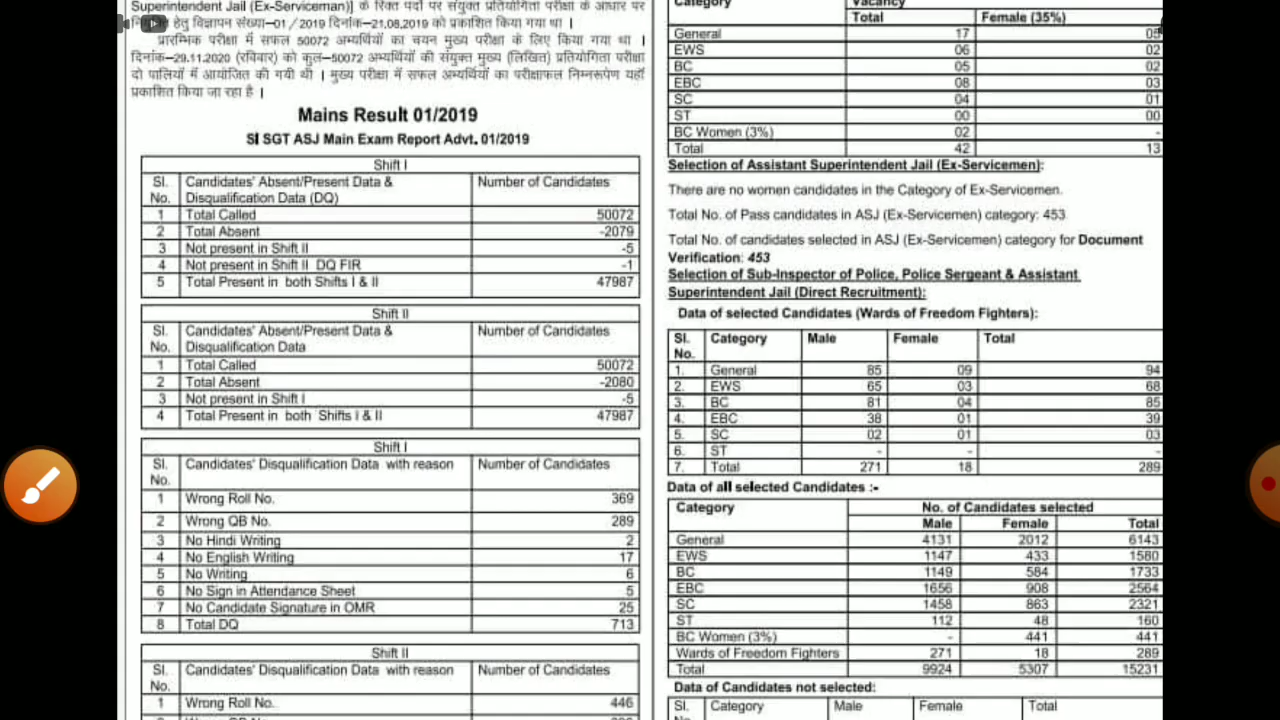 Superintendent Jail (Ex-Serviceman)] के रिक्त पदों पर संयुक्त प्रतियोगिता परीक्षा के आधार पर
हेतु विज्ञापन संख्या–01/2019 दिनांक–21.08.2019 को प्रकाशित किया गया था ।
प्रारम्भिक परीक्षा में सफल 50072 अभ्यर्थियों का चयन मुख्य परीक्षा के लिए किया गया था ।
दिनांक–29.11.2020 (रविवार) को कुल–50072 अभ्यर्थियों की संयुक्त मुख्य (लिखित) प्रतियोगिता परीक्षा
दो पालियों में आयोजित की गयी थी । मुख्य परीक्षा में सफल अभ्यर्थियों का परीक्षाफल निम्नरूपेण यहाँ
प्रकाशित किया जा रहा है ।
Mains Result 01/2019
SI SGT ASJ Main Exam Report Advt. 01/2019
Shift I
Sl. Candidates' Absent/Present Data & Number of Candidates
No. Disqualification Data (DQ)
1 Total Called 50072
2 Total Absent -2079
3 Not present in Shift II -5
4 Not present in Shift II DQ FIR -1
5 Total Present in both Shifts I & II 47987
Shift II
Sl. Candidates' Absent/Present Data & Number of Candidates
No. Disqualification Data
1 Total Called 50072
2 Total Absent -2080
3 Not present in Shift I -5
4 Total Present in both Shifts I & II 47987
Shift I
Sl. Candidates' Disqualification Data with reason Number of Candidates
No.
1 Wrong Roll No. 369
2 Wrong QB No. 289
3 No Hindi Writing 2
4 No English Writing 17
5 No Writing 6
6 No Sign in Attendance Sheet 5
7 No Candidate Signature in OMR 25
8 Total DQ 713
Shift II
Sl. Candidates' Disqualification Data with reason Number of Candidates
No.
1 Wrong Roll No. 446
Category Vacancy
Total Female (35%)
General 17 05
EWS 06 02
BC 05 02
EBC 08 03
SC 04 01
ST 00 00
BC Women (3%) 02 -
Total 42 13
Selection of Assistant Superintendent Jail (Ex-Servicemen):
There are no women candidates in the Category of Ex-Servicemen.
Total No. of Pass candidates in ASJ (Ex-Servicemen) category: 453
Total No. of candidates selected in ASJ (Ex-Servicemen) category for Document
Verification: 453
Selection of Sub-Inspector of Police, Police Sergeant & Assistant
Superintendent Jail (Direct Recruitment):
Data of selected Candidates (Wards of Freedom Fighters):
Sl. Category Male Female Total
No.
1. General 85 09 94
2. EWS 65 03 68
3. BC 81 04 85
4. EBC 38 01 39
5. SC 02 01 03
6. ST - - -
7. Total 271 18 289
Data of all selected Candidates :-
Category No. of Candidates selected
Male Female Total
General 4131 2012 6143
EWS 1147 433 1580
BC 1149 584 1733
EBC 1656 908 2564
SC 1458 863 2321
ST 112 48 160
BC Women (3%) - 441 441
Wards of Freedom Fighters 271 18 289
Total 9924 5307 15231
Data of Candidates not selected:
Sl. Category Male Female Total